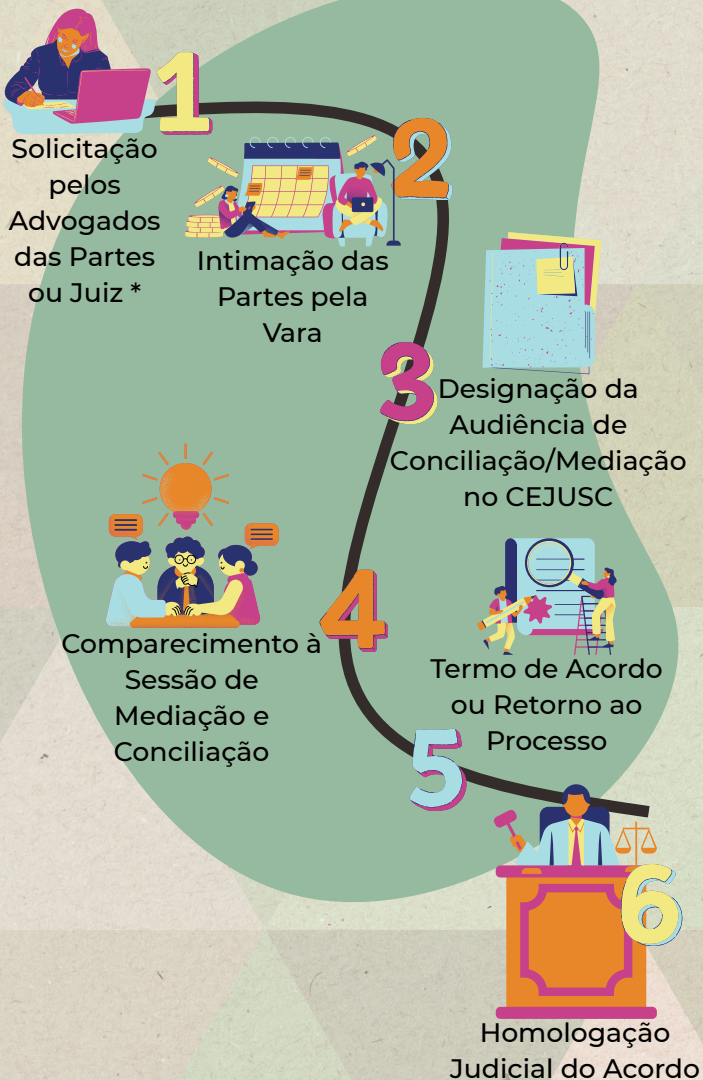 1
Solicitação
pelos
Advogados
das Partes
ou Juiz *
2
Intimação das
Partes pela
Vara
3
Designação da
Audiência de
Conciliação/Mediação
no CEJUSC
4
Comparecimento à
Sessão de
Mediação e
Conciliação
5
Termo de Acordo
ou Retorno ao
Processo
6
Homologação
Judicial do Acordo